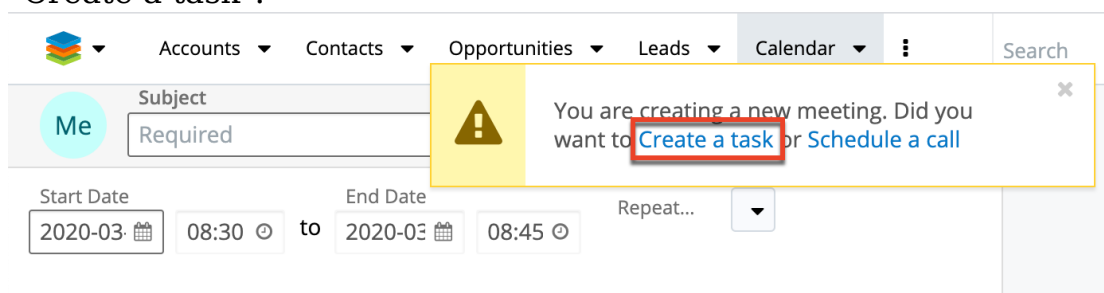 Create a task".
Accounts Contacts Opportunities Leads Calendar Search
You are creating a new meeting. Did you
want to Create a task or Schedule a call
Me
Subject
Required
Start Date End Date
Repeat...
2020-03- 08:30 to 2020-03 08:45